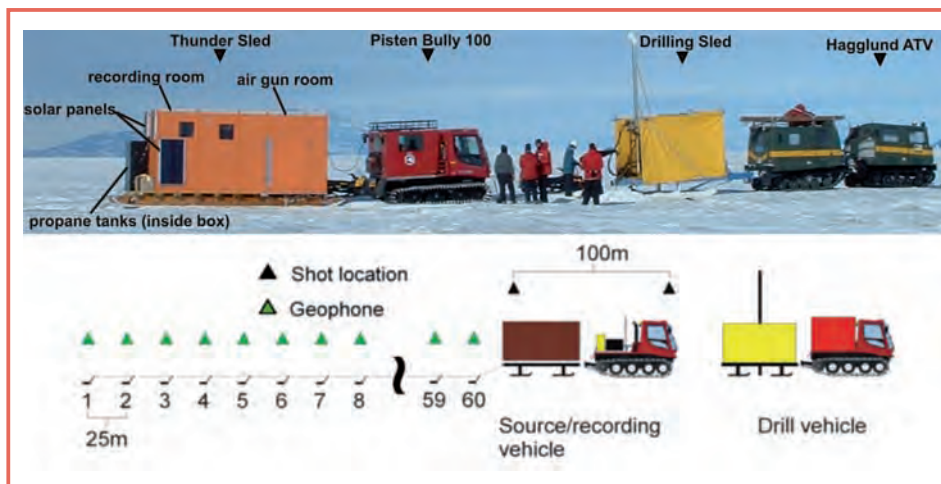 Thunder Sled
Pisten Bully 100
Drilling Sled
Hagglund ATV
recording room
air gun room
solar panels
propane tanks (inside box)
100m
Shot location
Geophone
1 2 3 4 5 6 7 8 59 60
25m
Source/recording
vehicle
Drill vehicle